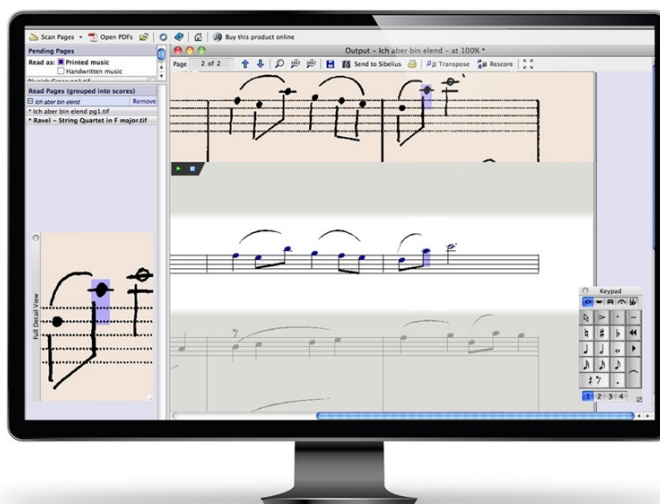 Scan Pages Open PDFs Buy this product online
Pending Pages
Read as: Printed music
Handwritten music
Read Pages (grouped into scores)
Ich aber bin elend Remove
* Ich aber bin elend pg1.tif
* Ravel - String Quartet in F major.tif
Full Detail View
Output - Ich aber bin elend - at 100% *
Page 2 of 2 Send to Sibelius Transpose Rescore
Keypad
1 2 3 4